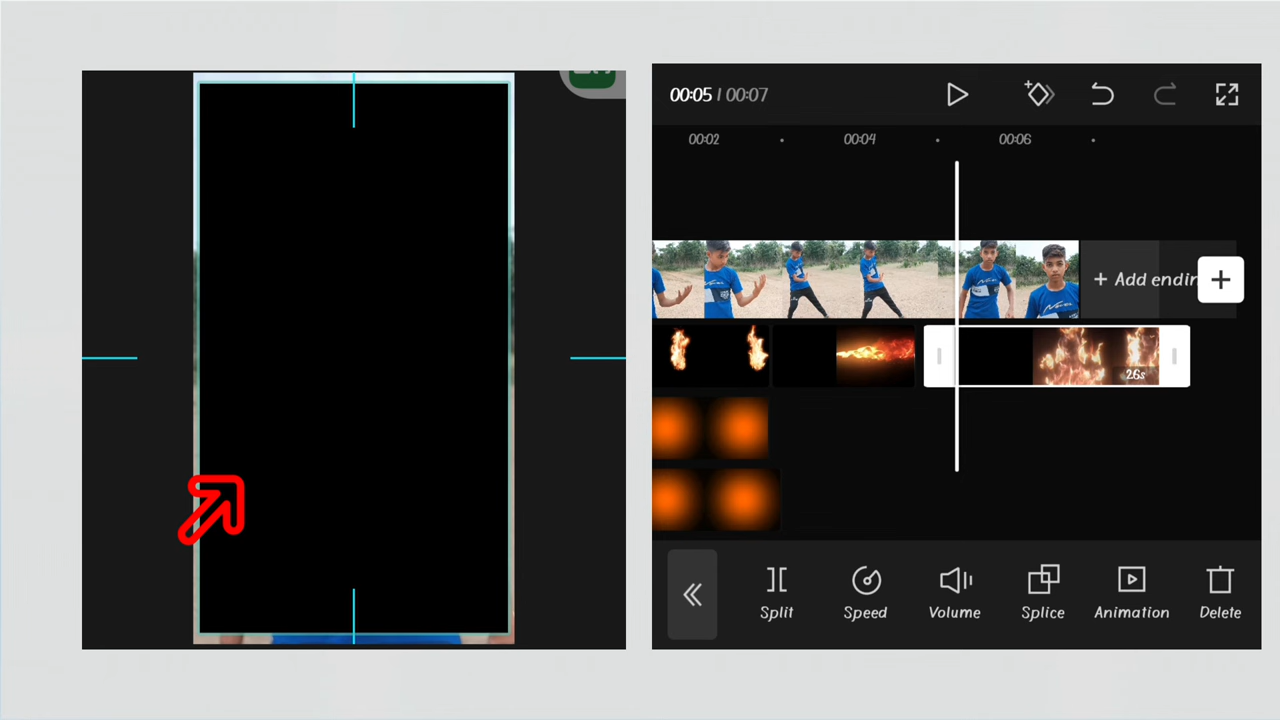 00:05 / 00:07
00:02 00:04 00:06
+ Add endin
2.6s
Split Speed Volume Splice Animation Delete